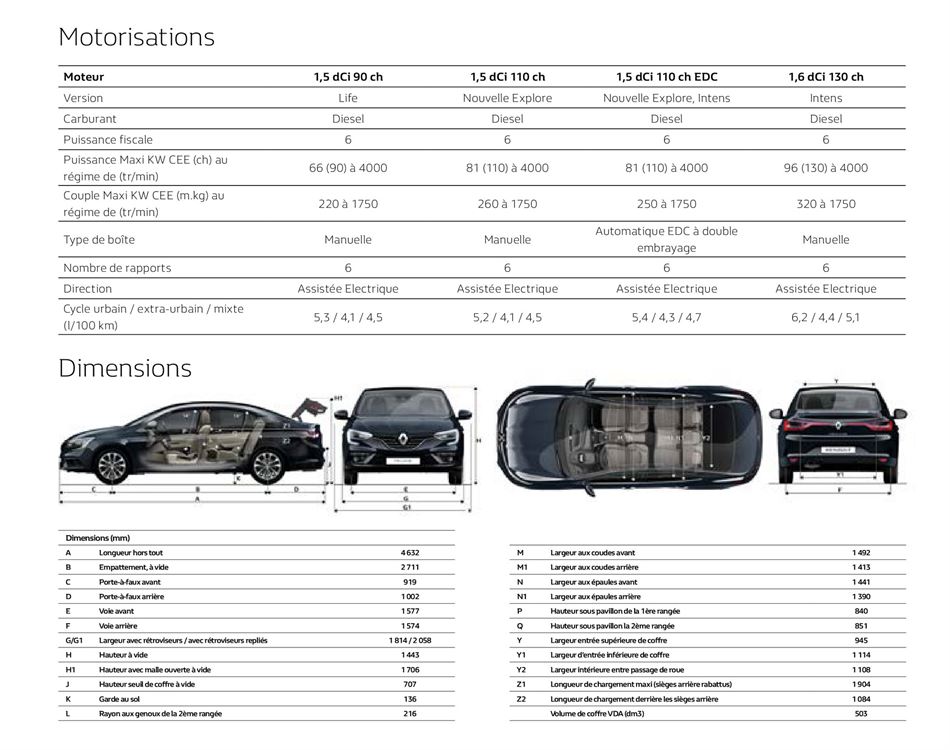 Motorisations
Moteur 1,5 dCi 90 ch 1,5 dCi 110 ch 1,5 dCi 110 ch EDC 1,6 dCi 130 ch
Version Life Nouvelle Explore Nouvelle Explore, Intens Intens
Carburant Diesel Diesel Diesel Diesel
Puissance fiscale 6 6 6 6
Puissance Maxi KW CEE (ch) au
régime de (tr/min) 66 (90) à 4000 81 (110) à 4000 81 (110) à 4000 96 (130) à 4000
Couple Maxi KW CEE (m.kg) au
régime de (tr/min) 220 à 1750 260 à 1750 250 à 1750 320 à 1750
Type de boîte Manuelle Manuelle Automatique EDC à double
embrayage Manuelle
Nombre de rapports 6 6 6 6
Direction Assistée Electrique Assistée Electrique Assistée Electrique Assistée Electrique
Cycle urbain / extra-urbain / mixte
(l/100 km) 5,3 / 4,1 / 4,5 5,2 / 4,1 / 4,5 5,4 / 4,3 / 4,7 6,2 / 4,4 / 5,1
Dimensions
H1
Z1
Z2
K
C B D
A
H
E
G
G1
M
N1
Y2
Y
Y1
F
Dimensions (mm)
A Longueur hors tout 4 632
B Empattement, à vide 2 711
C Porte-à-faux avant 919
D Porte-à-faux arrière 1 002
E Voie avant 1 577
F Voie arrière 1 574
G/G1 Largeur avec rétroviseurs / avec rétroviseurs repliés 1 814 / 2 058
H Hauteur à vide 1 443
H1 Hauteur avec malle ouverte à vide 1 706
J Hauteur seuil de coffre à vide 707
K Garde au sol 136
L Rayon aux genoux de la 2ème rangée 216
M Largeur aux coudes avant 1 492
M1 Largeur aux coudes arrière 1 413
N Largeur aux épaules avant 1 441
N1 Largeur aux épaules arrière 1 390
P Hauteur sous pavillon de la 1ère rangée 840
Q Hauteur sous pavillon la 2ème rangée 851
Y Largeur entrée supérieure de coffre 945
Y1 Largeur d'entrée inférieure de coffre 1 114
Y2 Largeur intérieure entre passage de roue 1 108
Z1 Longueur de chargement maxi (sièges arrière rabattus) 1 904
Z2 Longueur de chargement derrière les sièges arrière 1 084
Volume de coffre VDA (dm3) 503